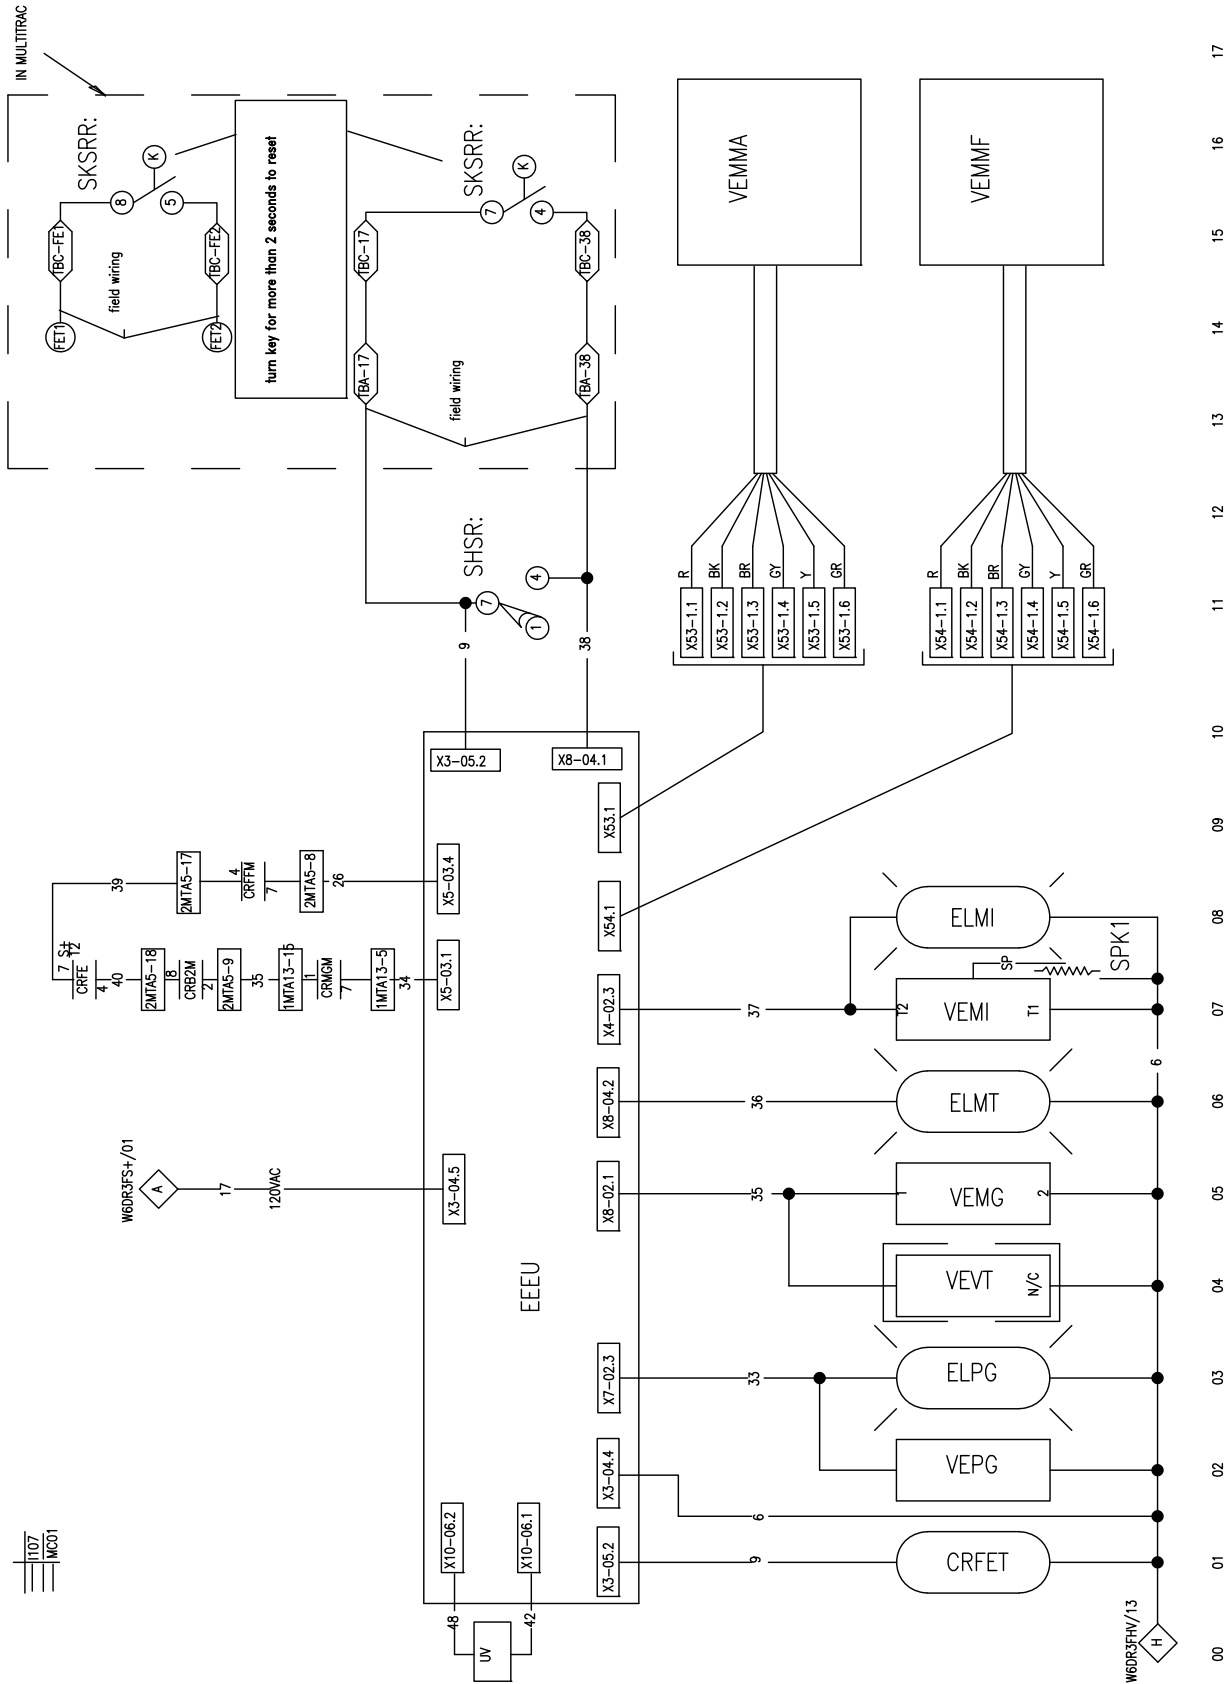 IN MULTITRAC
17
SKSRR:
K
8
5
TBC-FE1
TBC-FE2
field wiring
FET1
FET2
turn key for more than 2 seconds to reset
SKSRR:
K
7
4
TBC-17
TBC-38
TBA-17
TBA-38
field wiring
16
15
14
13
12
11
10
09
08
07
06
05
04
03
02
01
00
VEMMA
VEMMF
SHSR:
7
4
1
9
38
R
BK
BR
GY
Y
GR
X53-1.1
X53-1.2
X53-1.3
X53-1.4
X53-1.5
X53-1.6
R
BK
BR
GY
Y
GR
X54-1.1
X54-1.2
X54-1.3
X54-1.4
X54-1.5
X54-1.6
X3-05.2
X8-04.1
X53.1
X54.1
X5-03.4
X5-03.1
39
2MTA5-17
4
CRFFM
7
2MTA5-8
26
S+
7 12
CRFE
4
40
2MTA5-18
8
CRB2M
2
2MTA5-9
35
1MTA13-15
1
CRMGM
7
1MTA13-5
34
X4-02.3
37
ELMI
T2
VEMI
T1
SP
SPK1
X8-04.2
36
ELMT
6
W6DR3FS+/01
A
17
120VAC
X3-04.5
X8-02.1
35
1
VEMG
2
VEVT
N/C
EEEU
X7-02.3
33
ELPG
VEPG
X3-04.4
6
X10-06.2
X10-06.1
X3-05.2
9
CRFET
48
42
UV
I107
MC01
W6DR3FHV/13
H